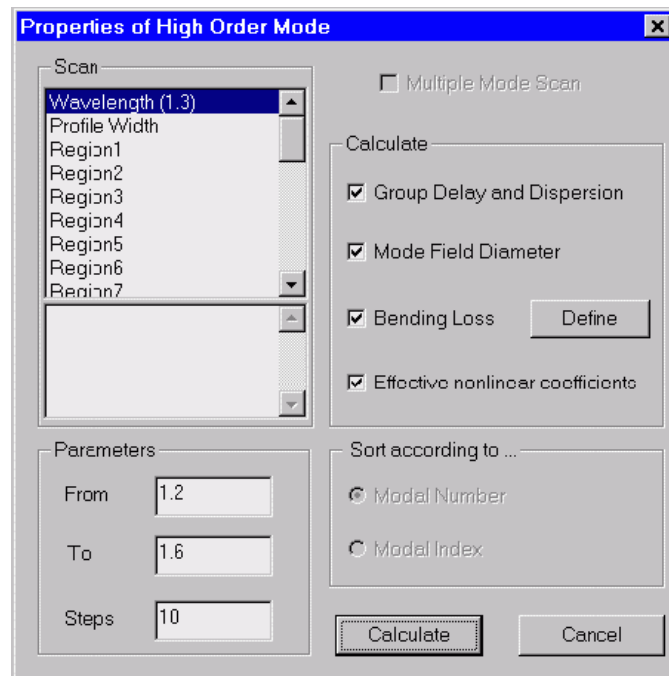 Properties of High Order Mode
Scan
Wavelength (1.3)
Profile Width
Region1
Region2
Region3
Region4
Region5
Region6
Region7
Multiple Mode Scan
Calculate
Group Delay and Dispersion
Mode Field Diameter
Bending Loss
Define
Effective nonlinear coefficients
Parameters
From
1.2
To
1.6
Steps
10
Sort according to ...
Modal Number
Modal Index
Calculate
Cancel